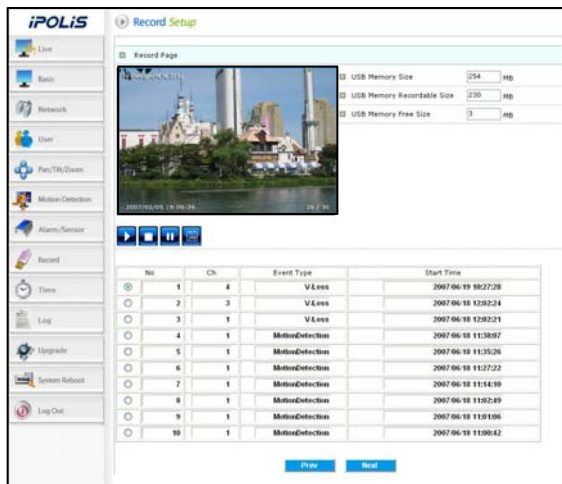 iPOLiS
Record Setup
Live
Basic
Network
User
Pan/Tilt/Zoom
Motion Detection
Alarm/Sensor
Record
Time
Log
Upgrade
System Reboot
Log Out
Record Page
2007/02/05 19:06:26
26 / 30
USB Memory Size 254 MB
USB Memory Recordable Size 230 MB
USB Memory Free Size 3 MB
No Ch. Event Type Start Time
1 4 V-Loss 2007/06/19 10:27:28
2 3 V-Loss 2007/06/18 12:02:24
3 1 V-Loss 2007/06/18 12:02:21
4 1 MotionDetection 2007/06/18 11:38:07
5 1 MotionDetection 2007/06/18 11:35:26
6 1 MotionDetection 2007/06/18 11:27:22
7 1 MotionDetection 2007/06/18 11:14:10
8 1 MotionDetection 2007/06/18 11:02:49
9 1 MotionDetection 2007/06/18 11:01:06
10 1 MotionDetection 2007/06/18 11:00:42
Prev Next